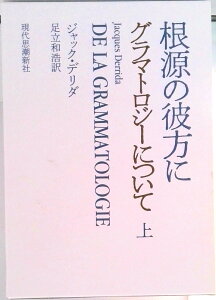 根源の彼方に
グラマトロジーについて 上
Jacques Derrida
DE LA GRAMMATOLOGIE
ジャック・デリダ
足立和浩訳
現代思潮新社